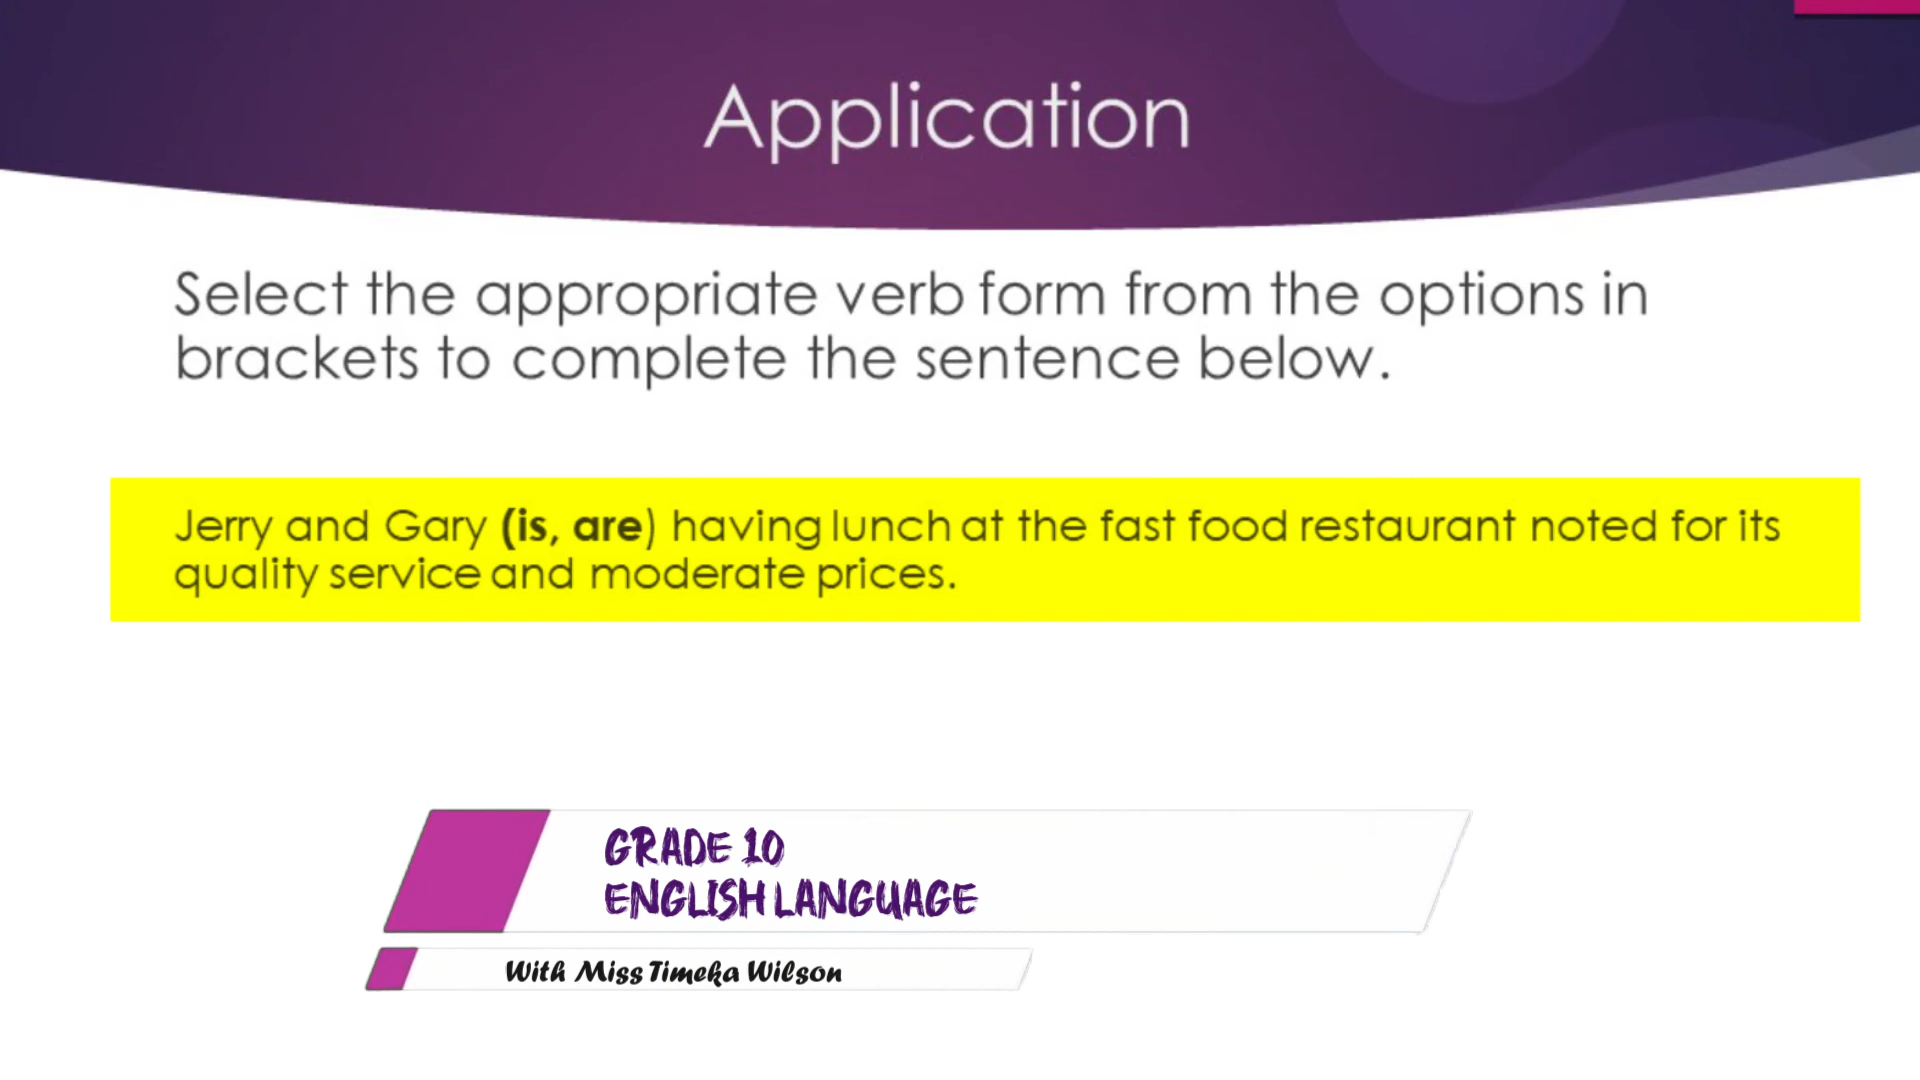 Application
Select the appropriate verb form from the options in
brackets to complete the sentence below.
Jerry and Gary (is, are) having lunch at the fast food restaurant noted for its
quality service and moderate prices.
GRADE 10
ENGLISH LANGUAGE
With Miss Timeka Wilson